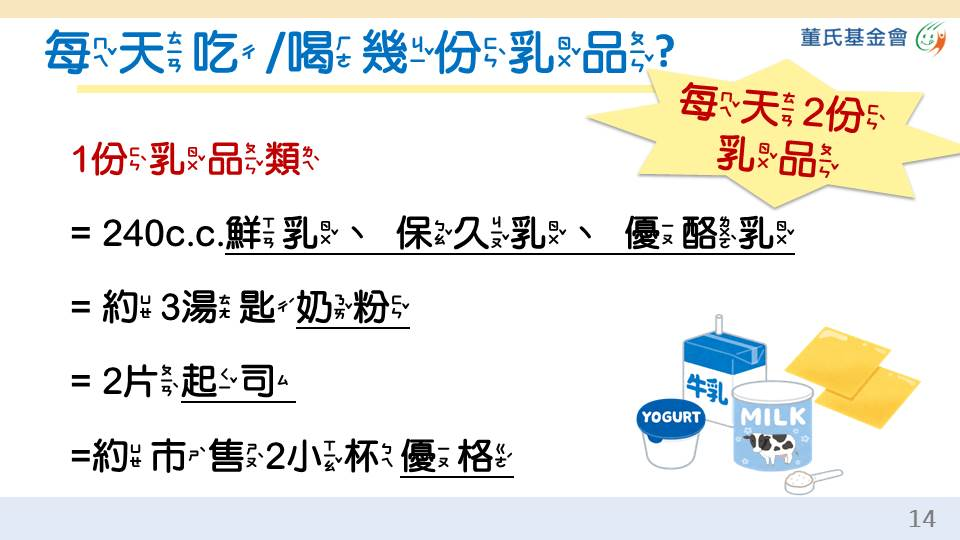 每天吃/喝幾份乳品?
董氏基金會
每天2份
乳品
1份乳品類
= 240c.c.鮮乳、保久乳、優酪乳
= 約3湯匙奶粉
= 2片起司
=約市售2小杯優格
牛乳
YOGURT
MILK
14